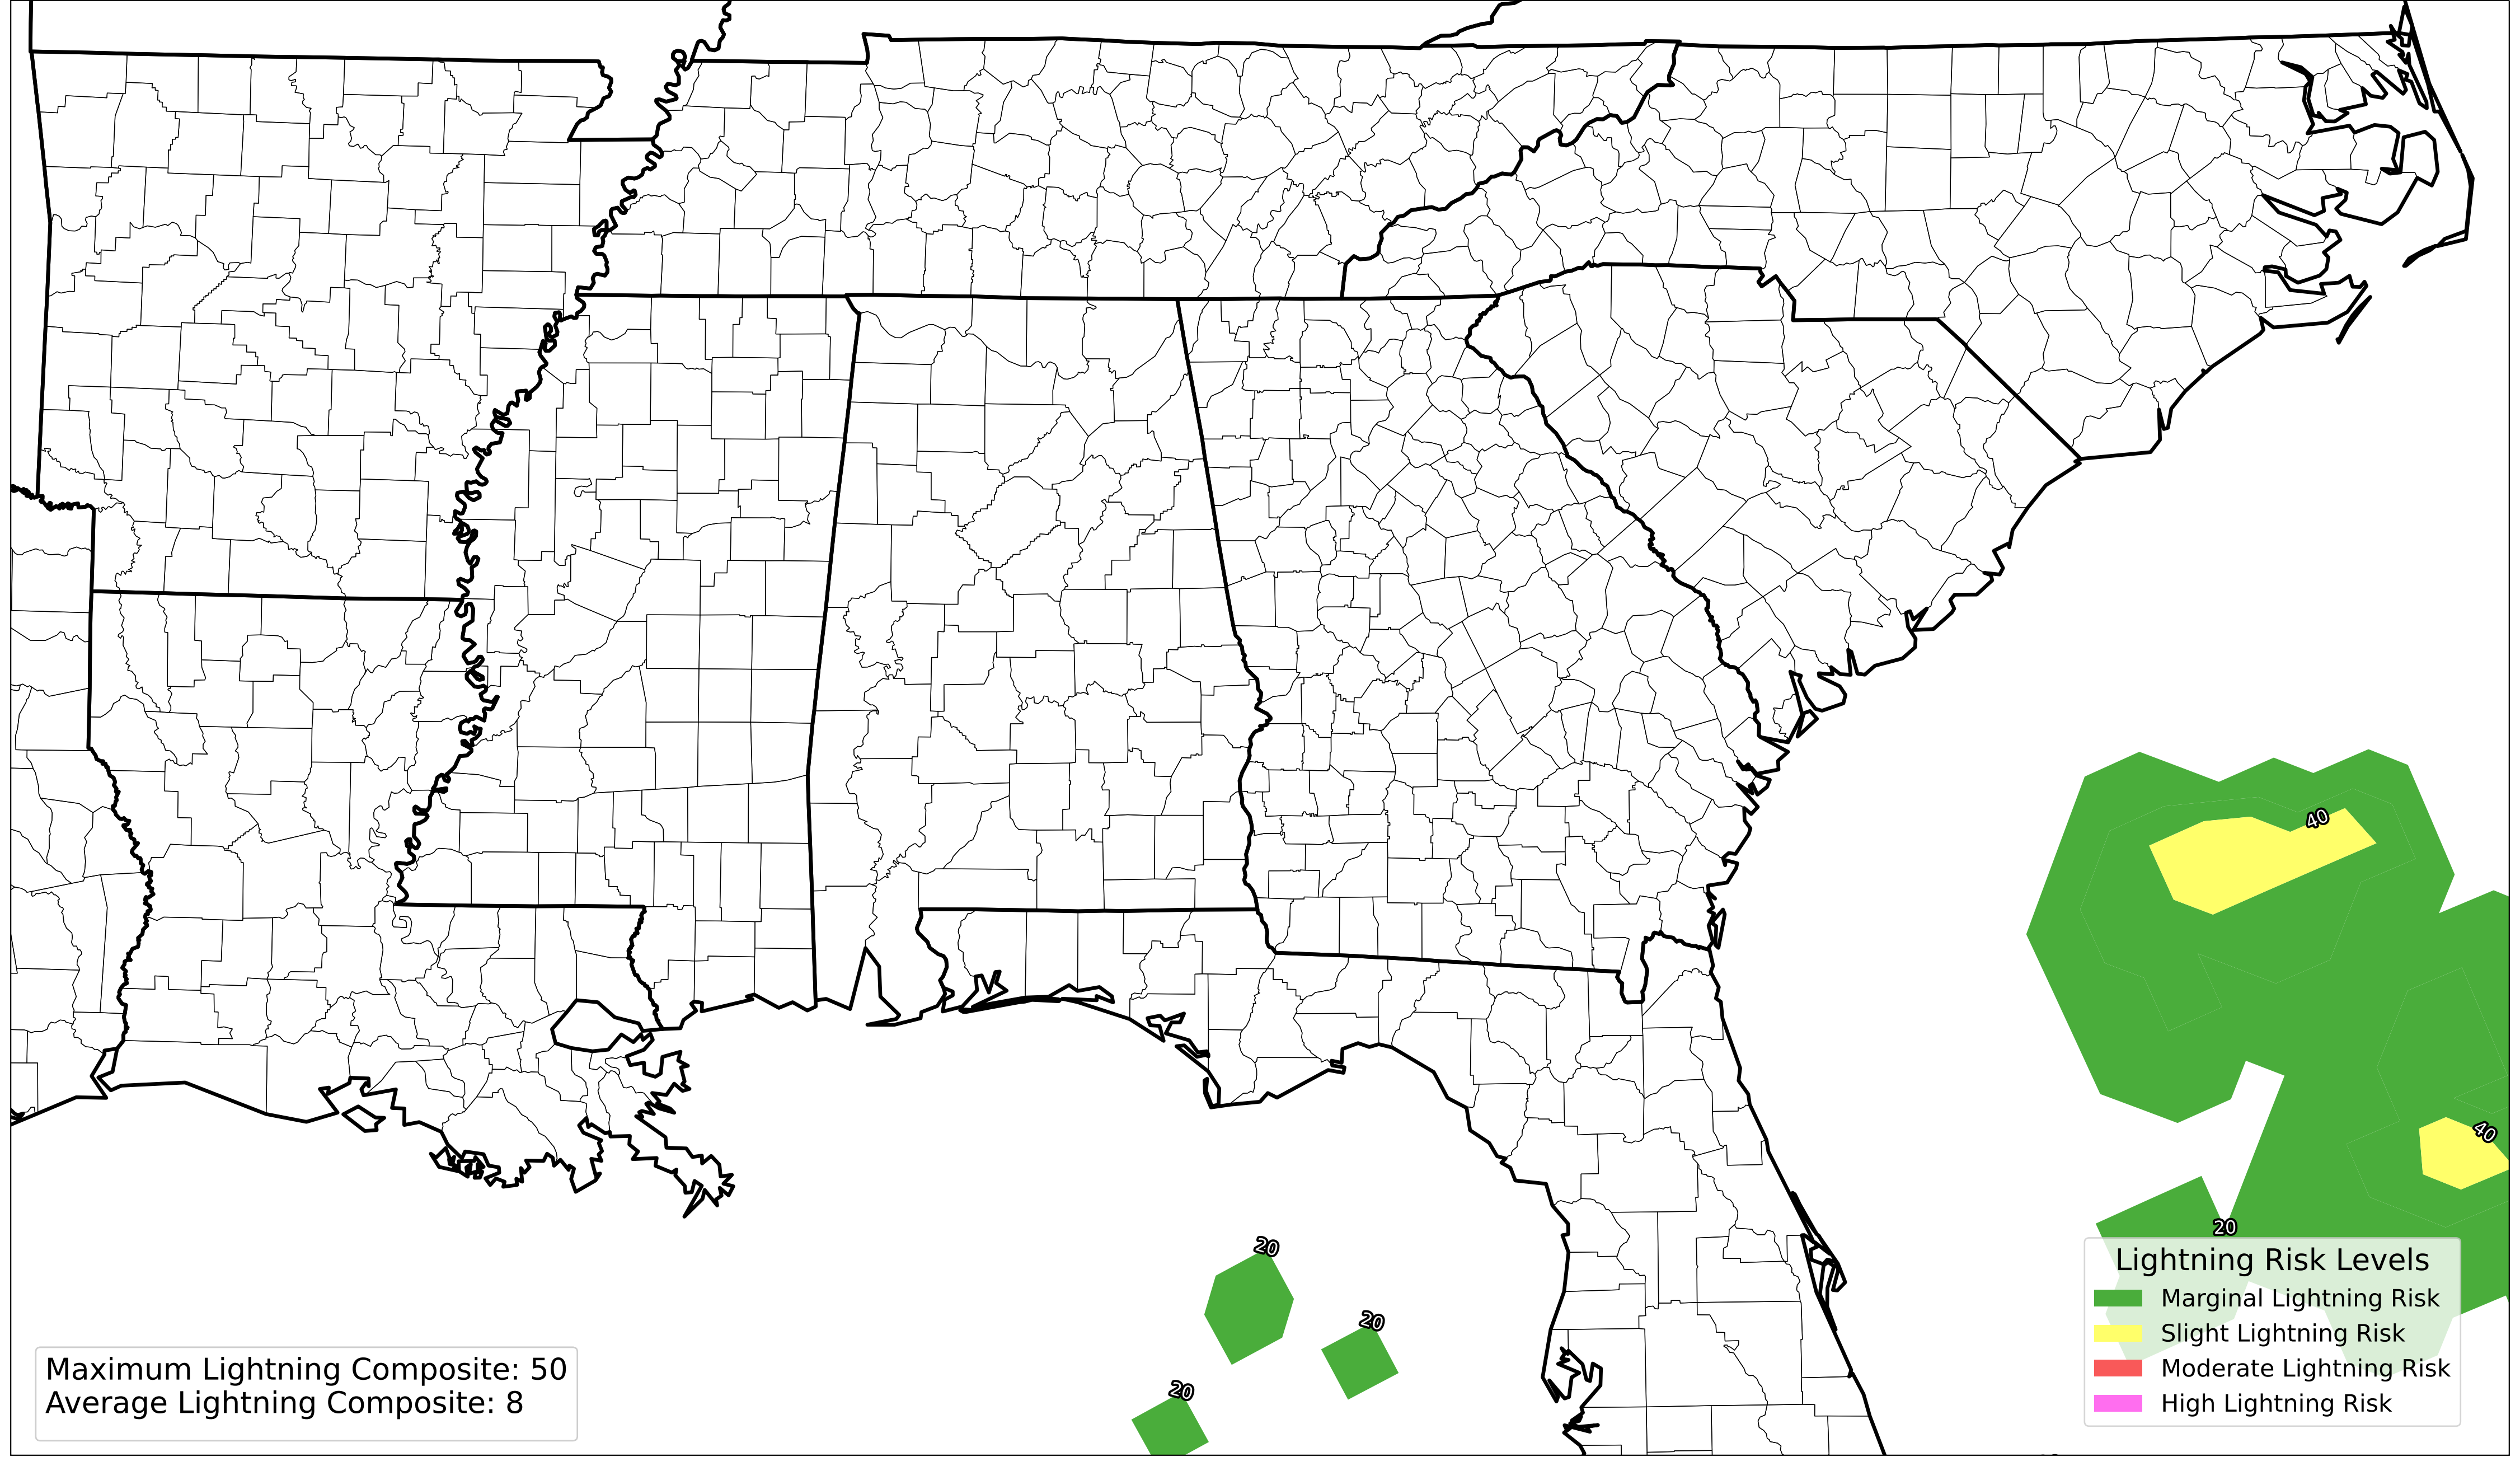 40
40
20
20
20
20
Lightning Risk Levels
Marginal Lightning Risk
Slight Lightning Risk
Moderate Lightning Risk
High Lightning Risk
Maximum Lightning Composite: 50
Average Lightning Composite: 8